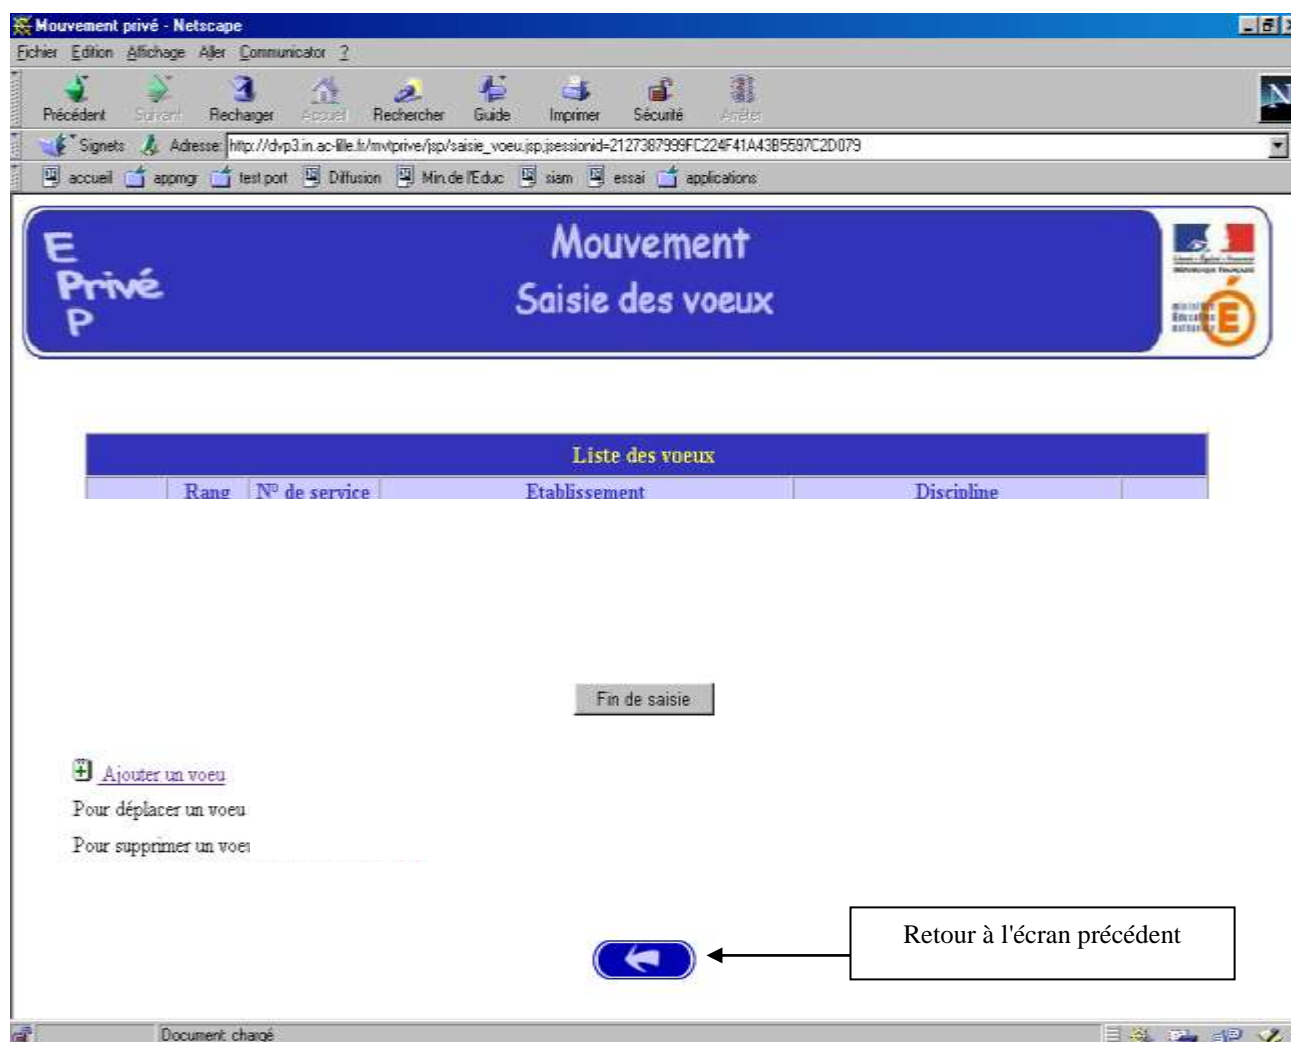 Mouvement privé - Netscape
Fichier Edition Affichage Aller Communicator ?
Précédent Suivant Recharger Accueil Rechercher Guide Imprimer Sécurité Arrêter
Signets Adresse: http://dvp3.in.ac-lille.fr/mvtprive/jsp/saisie_voeu.jsp;jsessionid=2127387999FC224F41A43B5597C2D079
accueil appmgr test.port Diffusion Min.de l'Educ siam essai applications
E
Privé
P
Mouvement
Saisie des voeux
Liste des voeux
Rang N° de service Etablissement Discipline
Fin de saisie
Ajouter un voeu
Pour déplacer un voeu
Pour supprimer un voeu
Retour à l'écran précédent
Document: chargé